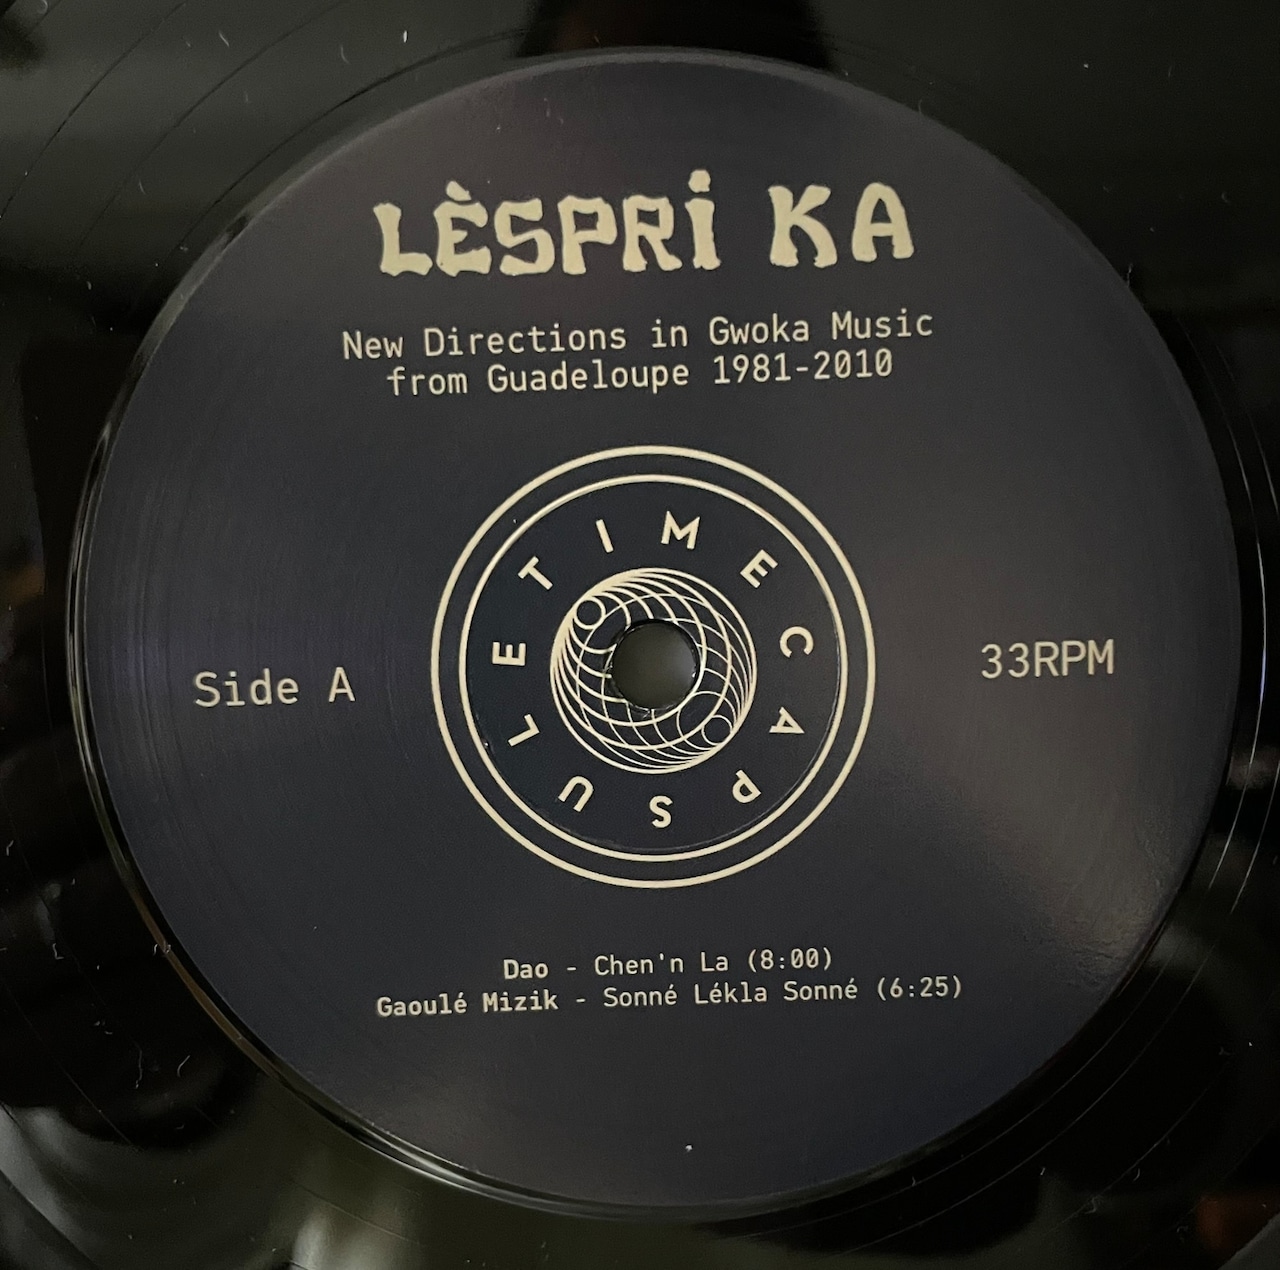 LÈSPRI KA
New Directions in Gwoka Music
from Guadeloupe 1981-2010
TIME CAPSULE
Side A
33RPM
Dao - Chen'n La (8:00)
Gaoulé Mizik - Sonné Lékla Sonné (6:25)